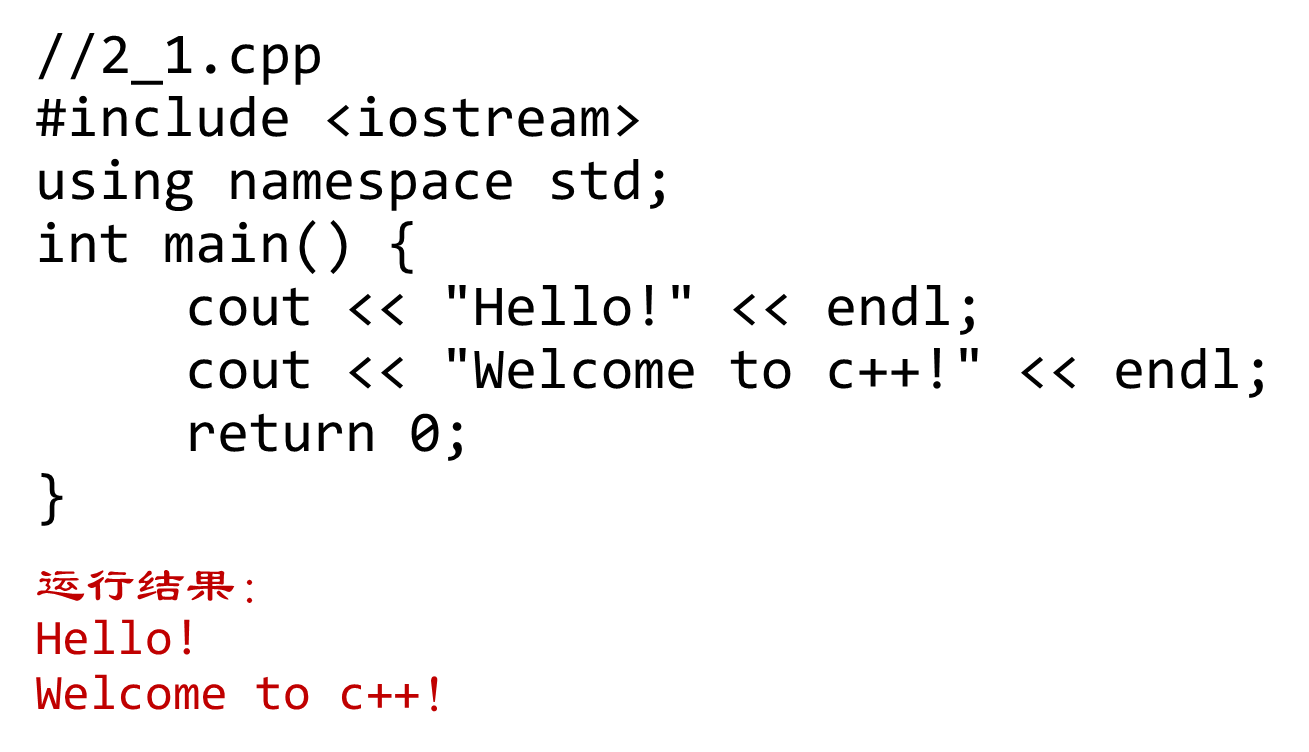 //2_1.cpp
#include <iostream>
using namespace std;
int main() {
     cout << "Hello!" << endl;
     cout << "Welcome to c++!" << endl;
     return 0;
}
运行结果：
Hello!
Welcome to c++!